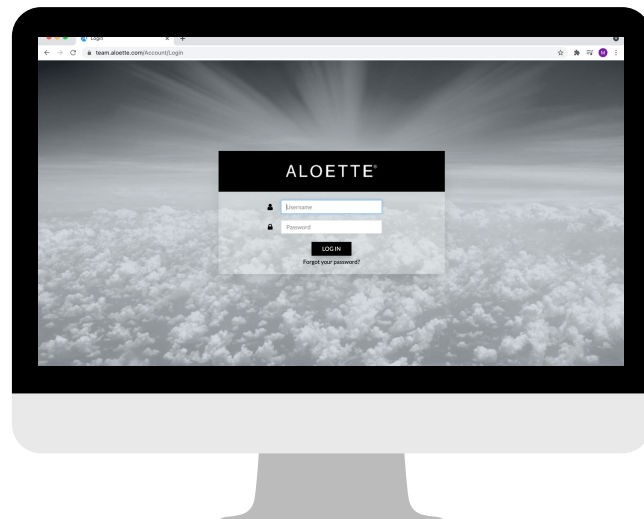 Login
team.aloette.com/Account/Login
M
ALOETTE®
Username
Password
LOG IN
Forgot your password?